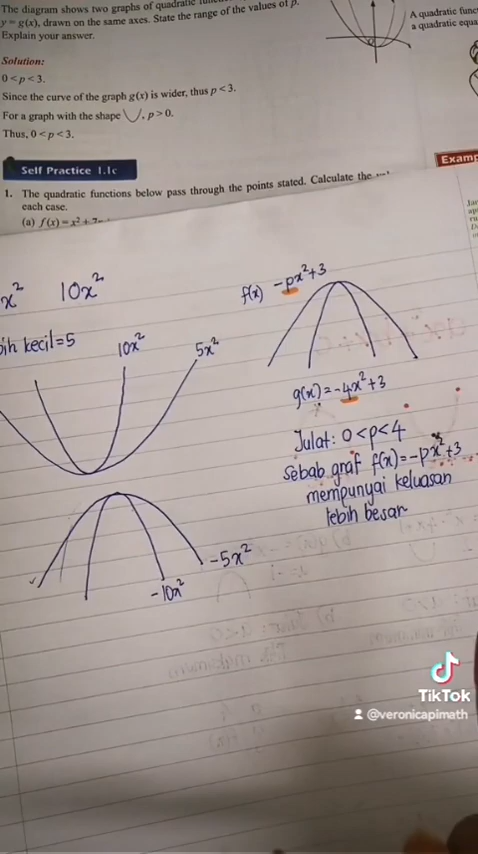 The diagram shows two graphs of quadratic
y = g(x), drawn on the same axes. State the range of the values of p.
Explain your answer.
Solution:
0 < p < 3.
Since the curve of the graph g(x) is wider, thus p < 3.
For a graph with the shape , p > 0.
Thus, 0 < p < 3.
A quadratic
a quadratic
Self Practice 1.1c
1. The quadratic functions below pass through the points stated. Calculate the
each case.
(a) f(x) = x² + 7
x² 10x²
kecil = 5
10x²
5x²
-5x²
-10x²
f(x) -px²+3
g(x) = -4x²+3
Julat : 0 < p < 4
sebab graf f(x) = -px²+3
mempunyai keluasan
lebih besar
TikTok
@veronicapimath